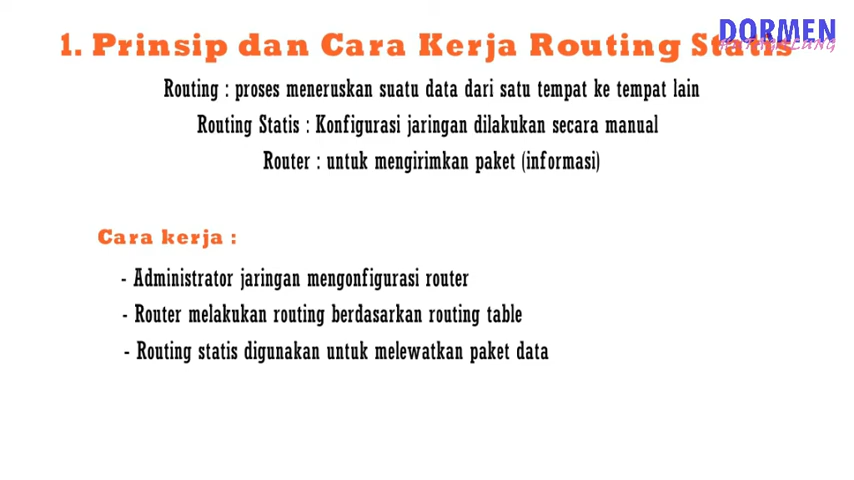 1. Prinsip dan Cara Kerja Routing Statis
DORMEN
Routing : proses meneruskan suatu data dari satu tempat ke tempat lain
Routing Statis : Konfigurasi jaringan dilakukan secara manual
Router : untuk mengirimkan paket (informasi)
Cara kerja :
- Administrator jaringan mengonfigurasi router
- Router melakukan routing berdasarkan routing table
- Routing statis digunakan untuk melewatkan paket data